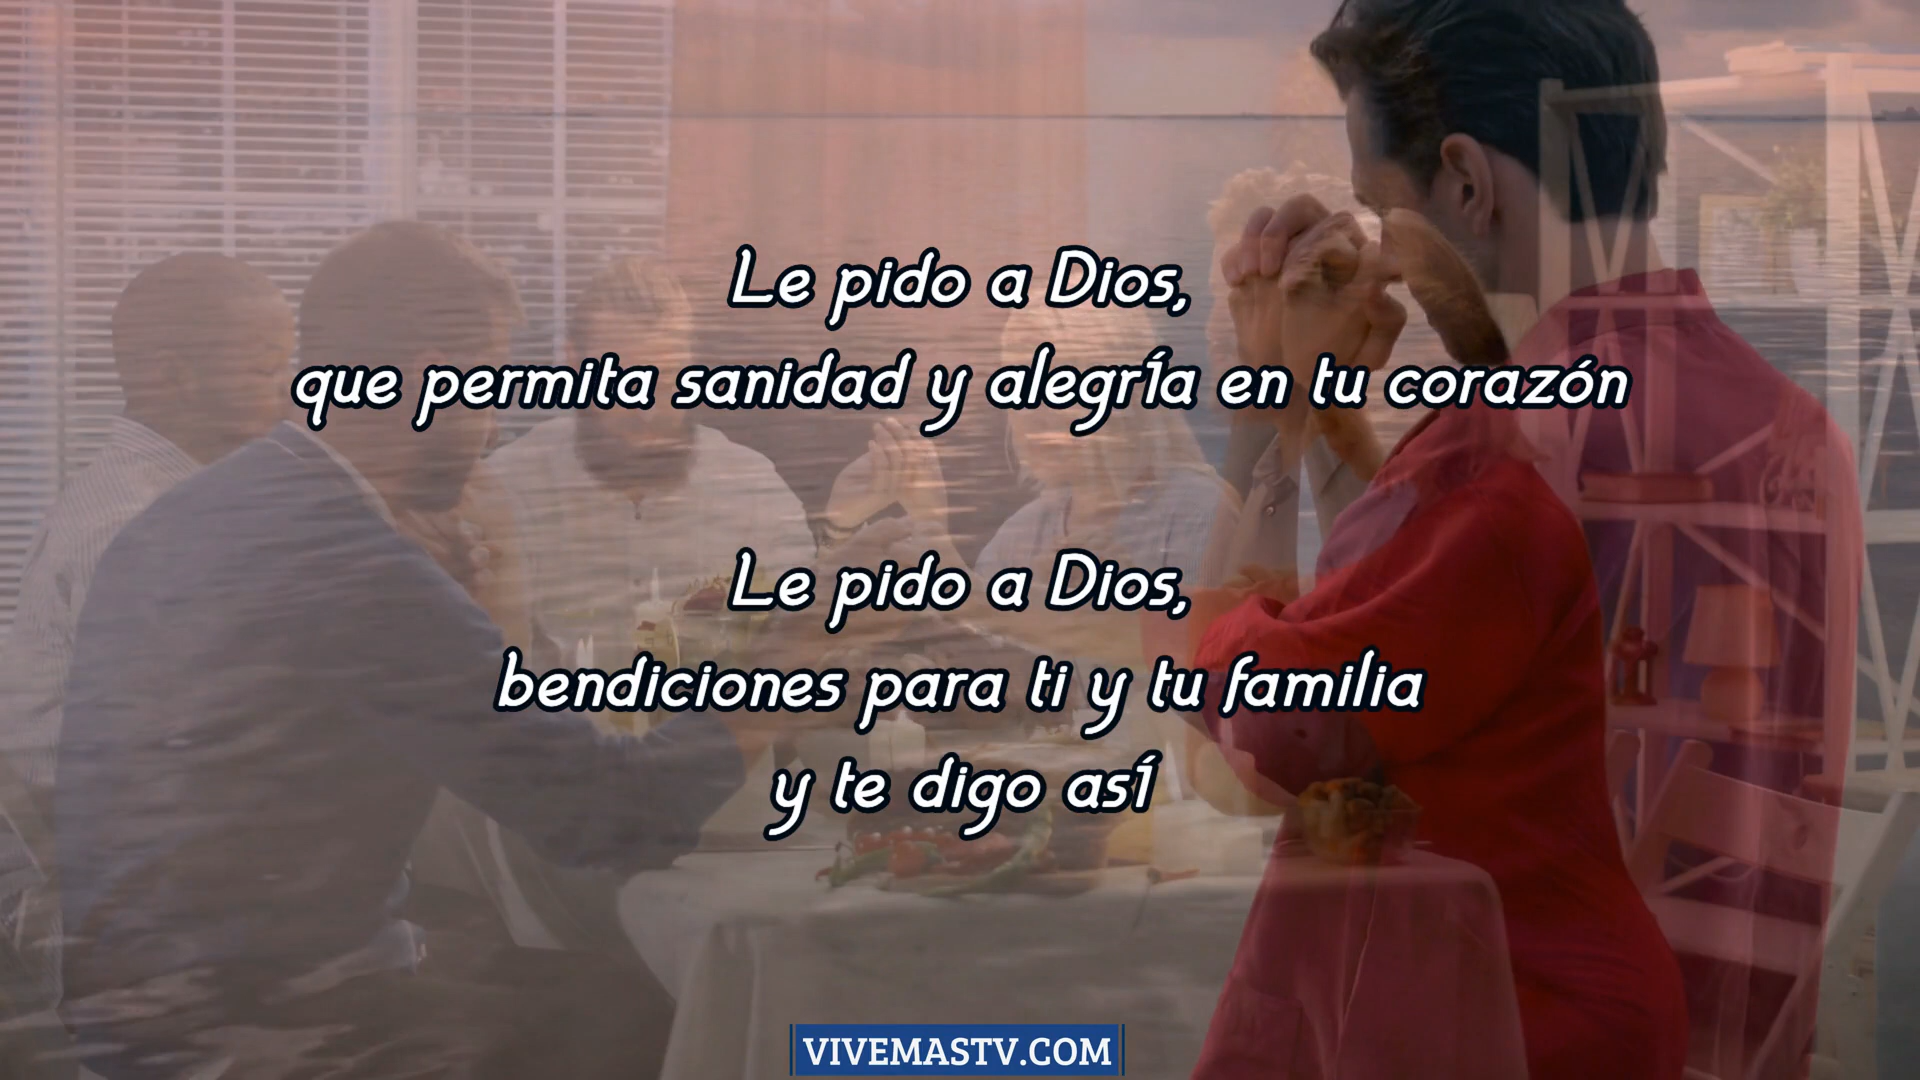 Le pido a Dios,
que permita sanidad y alegría en tu corazón
Le pido a Dios,
bendiciones para ti y tu familia
y te digo así
VIVEMASTV.COM